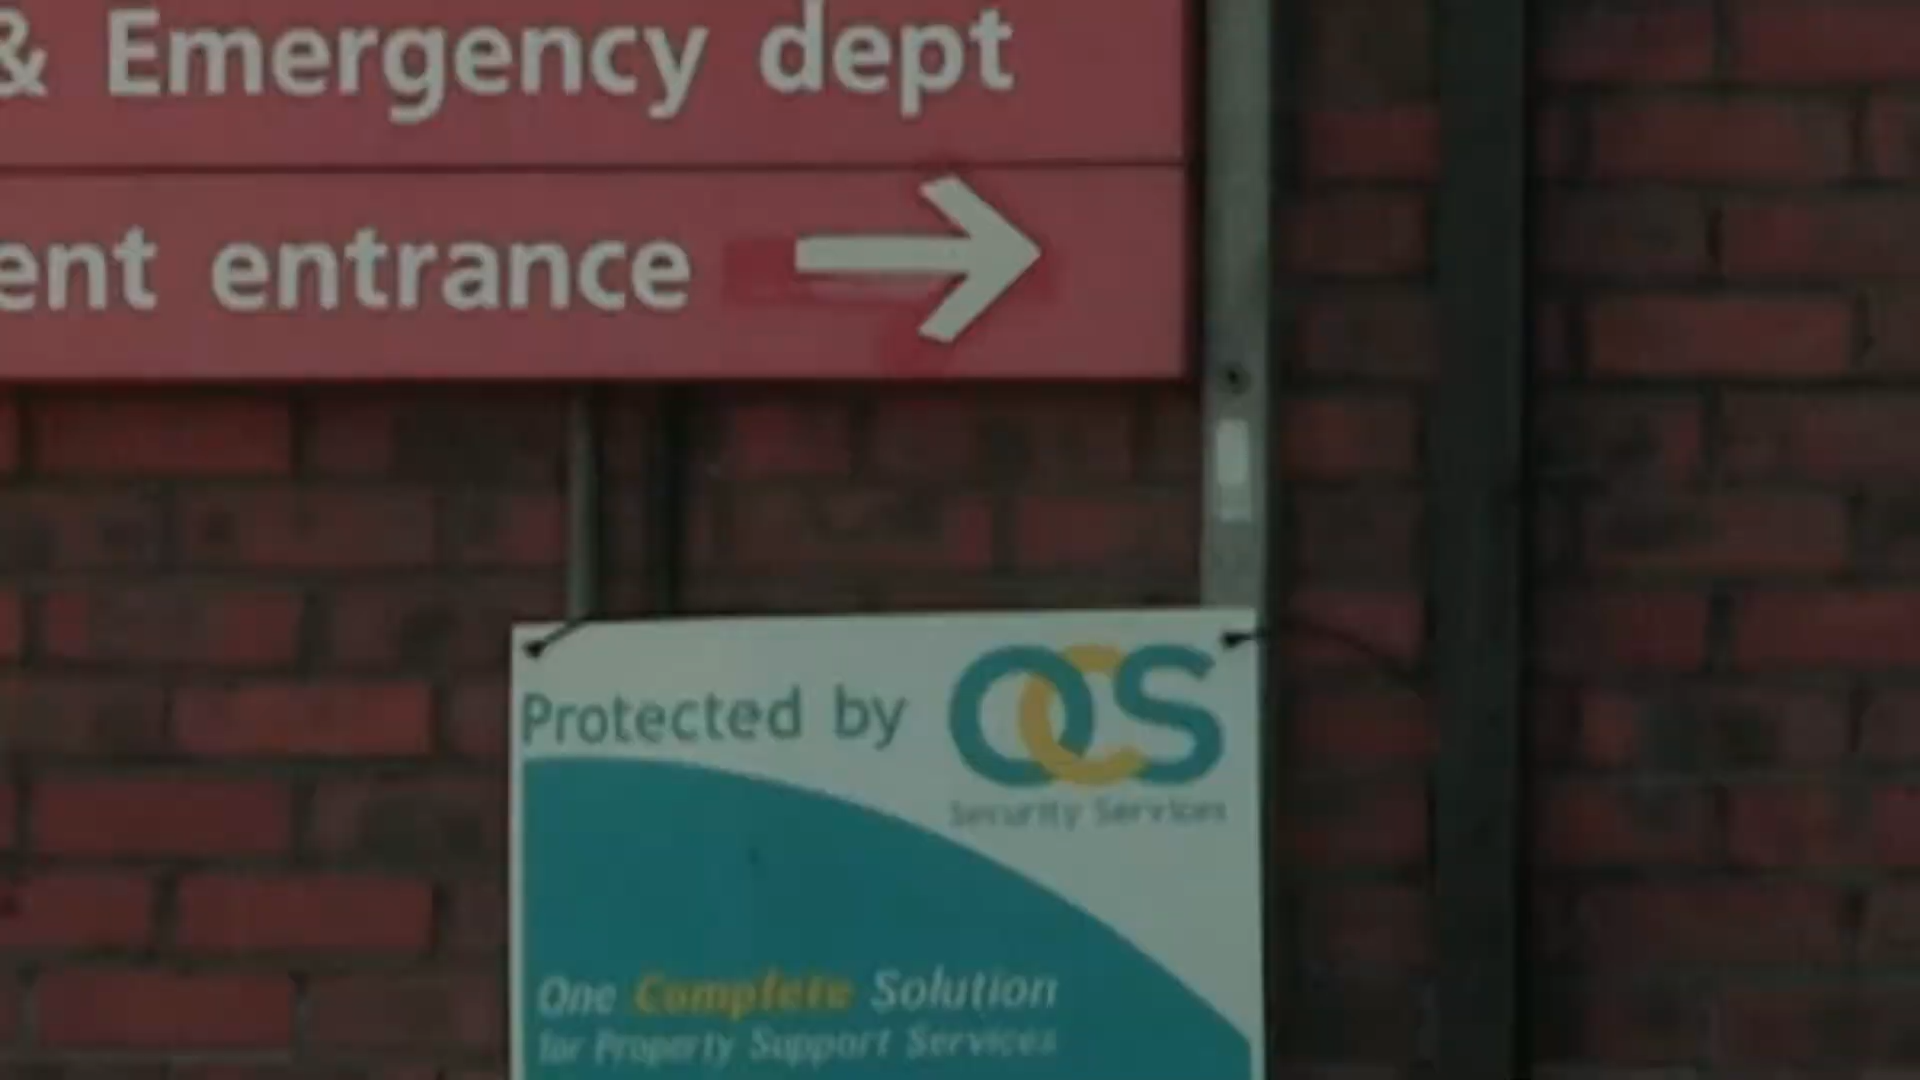 & Emergency dept
ent entrance →
Protected by OCS
Security Services
One Complete Solution
for Property Support Services